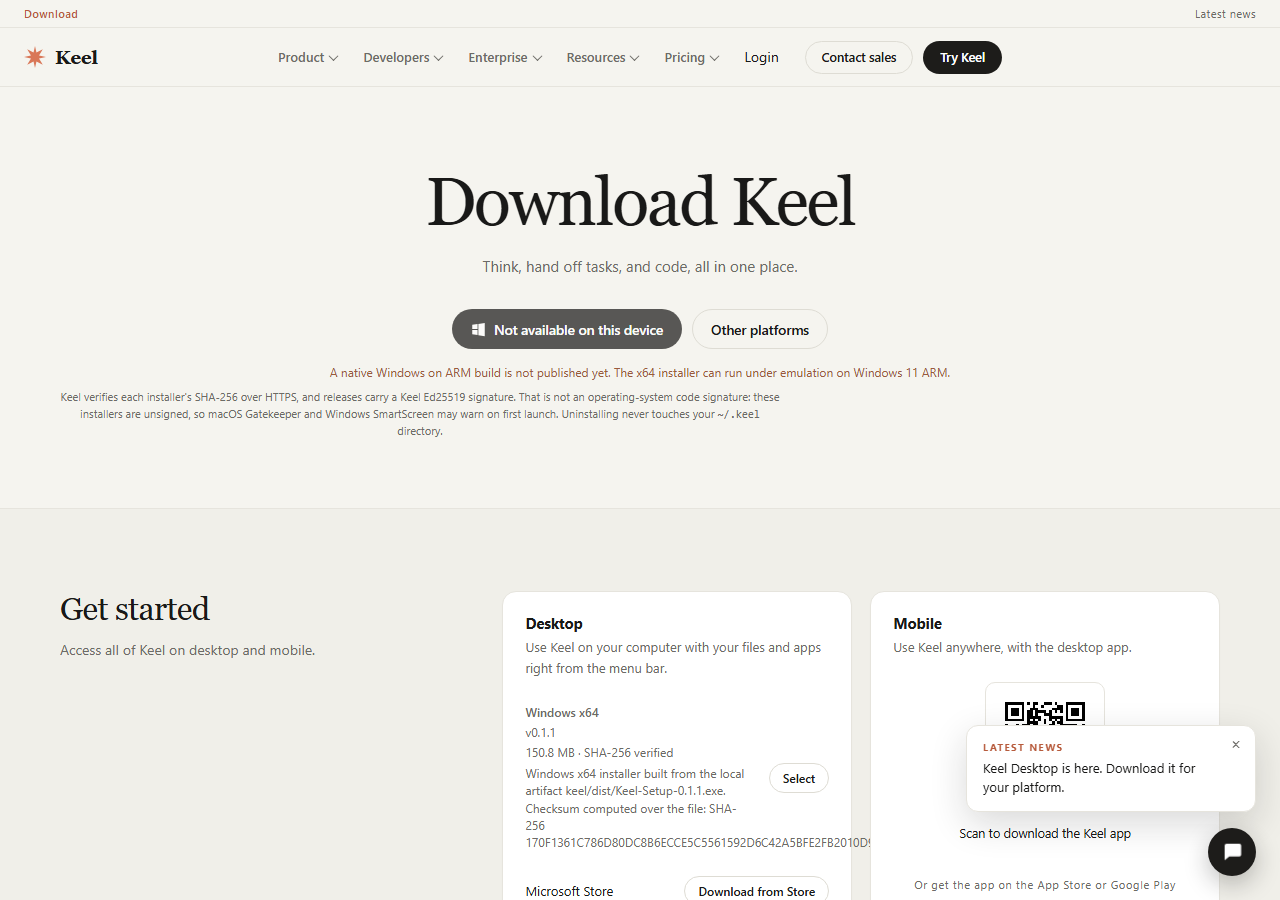 Download
Latest news
Keel
Product
Developers
Enterprise
Resources
Pricing
Login
Contact sales
Try Keel
Download Keel
Think, hand off tasks, and code, all in one place.
Not available on this device
Other platforms
A native Windows on ARM build is not published yet. The x64 installer can run under emulation on Windows 11 ARM.
Keel verifies each installer's SHA-256 over HTTPS, and releases carry a Keel Ed25519 signature. That is not an operating-system code signature: these
installers are unsigned, so macOS Gatekeeper and Windows SmartScreen may warn on first launch. Uninstalling never touches your ~/.keel
directory.
Get started
Access all of Keel on desktop and mobile.
Desktop
Use Keel on your computer with your files and apps
right from the menu bar.
Windows x64
v0.1.1
150.8 MB · SHA-256 verified
Windows x64 installer built from the local
artifact keel/dist/Keel-Setup-0.1.1.exe.
Checksum computed over the file: SHA-
256
170F1361C786D80DC8B6ECCE5C5561592D6C42A5BFE2FB2010D9
Select
Microsoft Store
Download from Store
Mobile
Use Keel anywhere, with the desktop app.
LATEST NEWS
×
Keel Desktop is here. Download it for
your platform.
Scan to download the Keel app
Or get the app on the App Store or Google Play